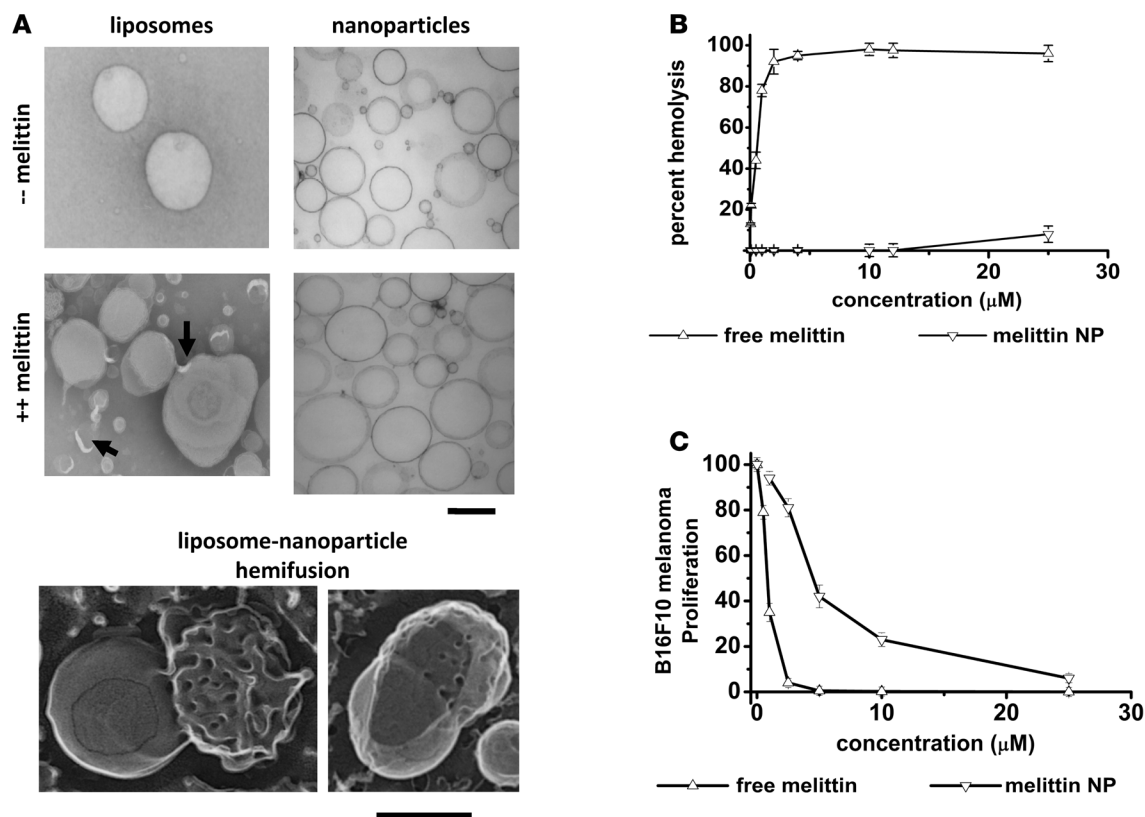 A
liposomes
nanoparticles
-- melittin
++ melittin
liposome-nanoparticle
hemifusion
B
percent hemolysis
100
80
60
40
20
0
10
20
30
concentration (µM)
free melittin
melittin NP
C
B16F10 melanoma
Proliferation
100
80
60
40
20
0
0
10
20
30
concentration (µM)
free melittin
melittin NP